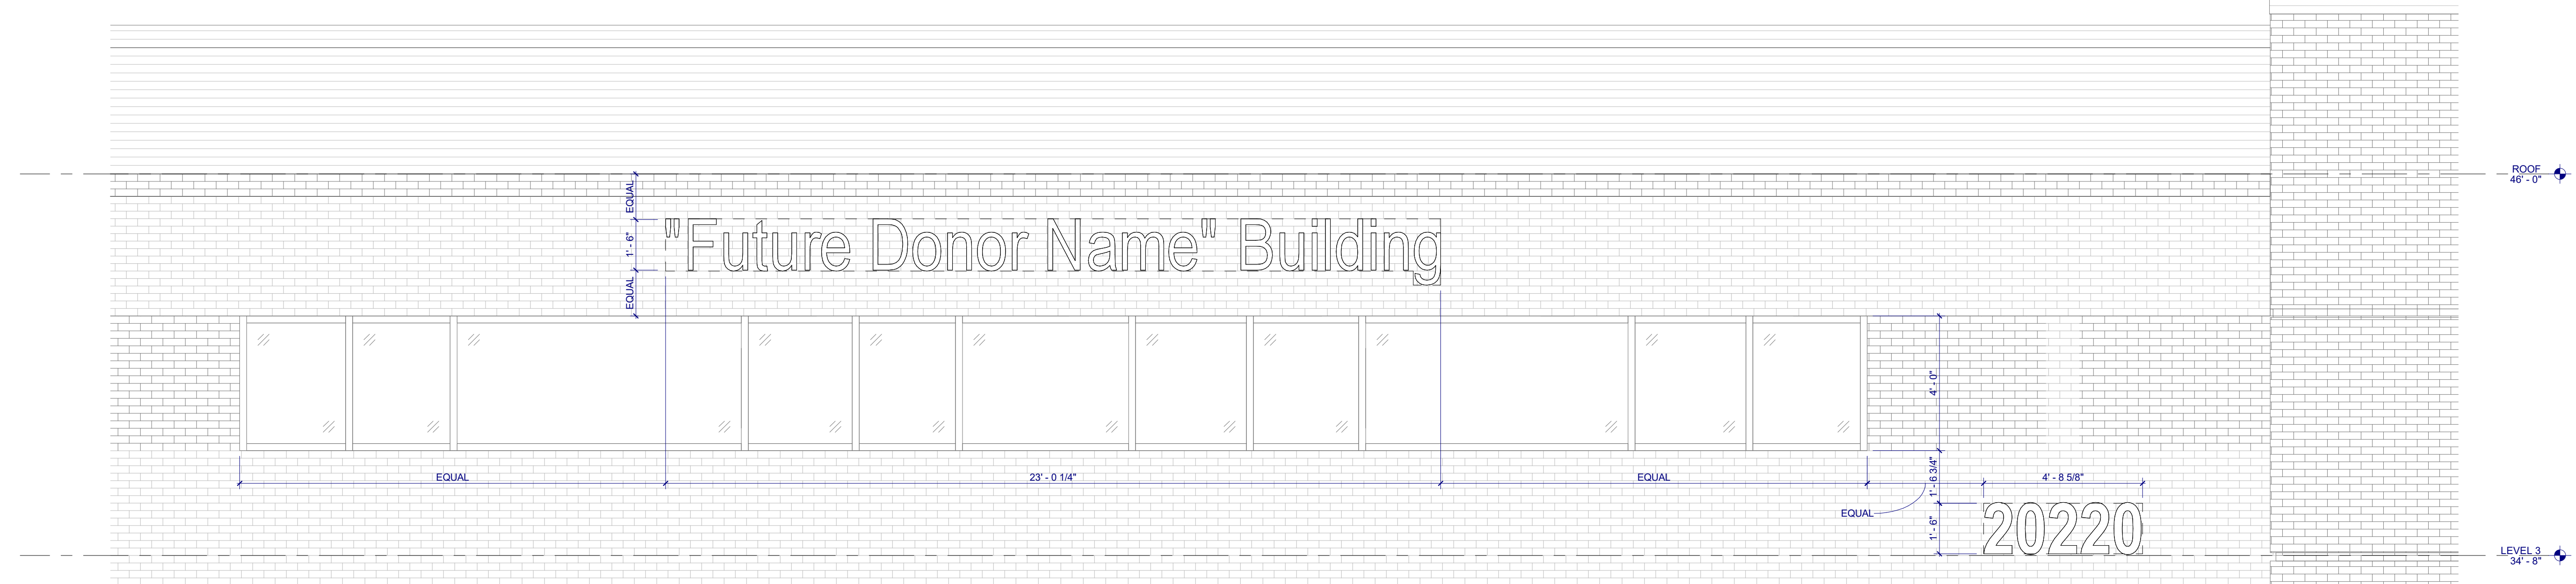 ROOF
46' - 0"
EQUAL
1' - 6"
EQUAL
"Future Donor Name" Building
4' - 0"
EQUAL
23' - 0 1/4"
EQUAL
1' - 6 3/4"
4' - 8 5/8"
EQUAL
1' - 6"
20220
LEVEL 3
34' - 8"